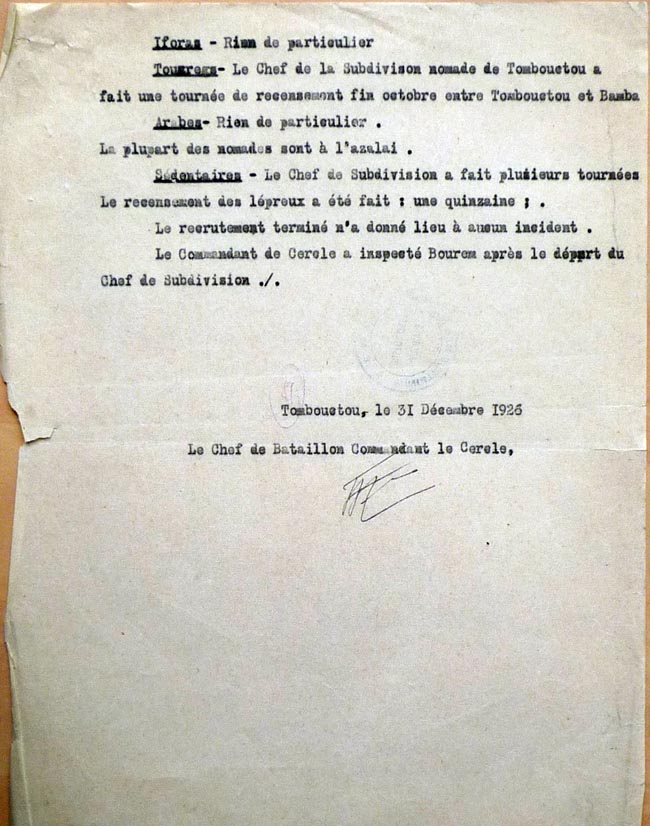 Iforas - Rien de particulier
Touaregs- Le Chef de la Subdivison nomade de Tombouctou a
fait une tournée de recensement fin octobre entre Tombouctou et Bamba
Arabes- Rien de particulier .
La plupart des nomades sont à l'azalai .
Sédentaires - Le Chef de Subdivision a fait plusieurs tournées
Le recensement des lépreux a été fait : une quinzaine ; .
Le recrutement terminé n'a donné lieu à aucun incident .
Le Commandant de Cercle a inspecté Bourem après le départ du
Chef de Subdivision ./.
Tombouctou, le 31 Décembre 1926
Le Chef de Bataillon Commandant le Cercle,